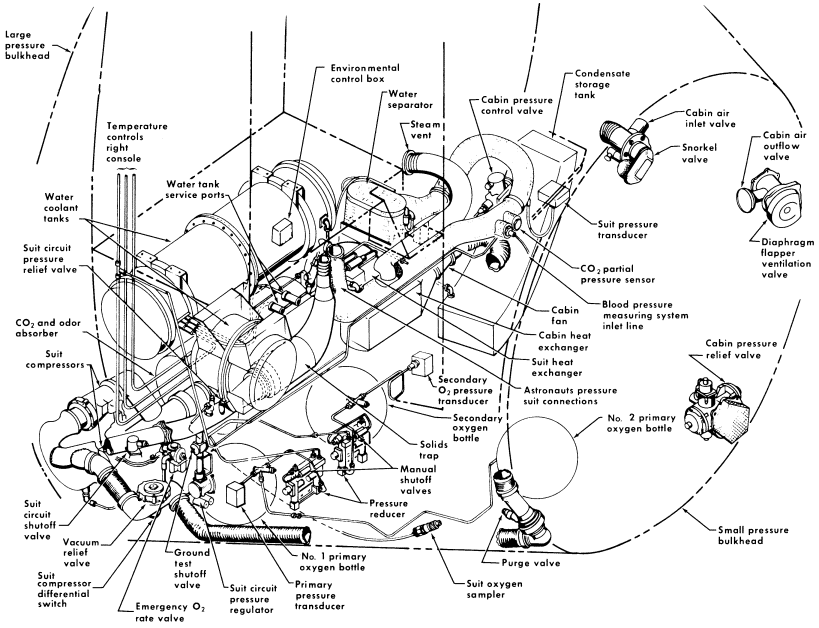 Large
pressure
bulkhead
Environmental
control box
Water
separator
Steam
vent
Cabin pressure
control valve
Condensate
storage
tank
Cabin air
inlet valve
Snorkel
valve
Cabin air
outflow
valve
Temperature
controls
right
console
Water
coolant
tanks
Water tank
service ports
Suit circuit
pressure
relief valve
Suit pressure
transducer
Diaphragm
flapper
ventilation
valve
CO2 partial
pressure sensor
Blood pressure
measuring system
inlet line
Cabin
fan
Cabin heat
exchanger
Suit heat
exchanger
Astronauts pressure
suit connections
CO2 and odor
absorber
Suit
compressors
Cabin pressure
relief valve
Secondary
O2 pressure
transducer
Secondary
oxygen
bottle
No. 2 primary
oxygen bottle
Solids
trap
Manual
shutoff
valves
Pressure
reducer
Suit
circuit
shutoff
valve
Vacuum
relief
valve
Ground
test
shutoff
valve
No. 1 primary
oxygen bottle
Purge valve
Small pressure
bulkhead
Suit
compressor
differential
switch
Emergency O2
rate valve
Suit circuit
pressure
regulator
Primary
pressure
transducer
Suit oxygen
sampler